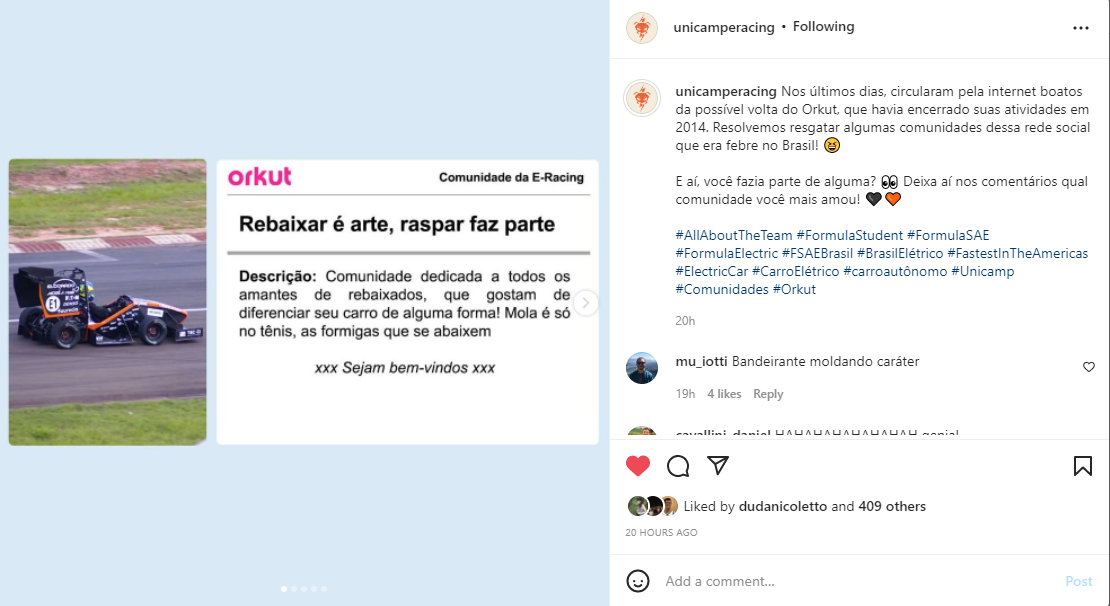 orkut
Comunidade da E-Racing
Rebaixar é arte, raspar faz parte
Descrição: Comunidade dedicada a todos os
amantes de rebaixados, que gostam de
diferenciar seu carro de alguma forma! Mola é só
no tênis, as formigas que se abaixem
xxx Sejam bem-vindos xxx
E1
unicamperacing • Following
unicamperacing Nos últimos dias, circularam pela internet boatos
da possível volta do Orkut, que havia encerrado suas atividades em
2014. Resolvemos resgatar algumas comunidades dessa rede social
que era febre no Brasil! 😆
E aí, você fazia parte de alguma? 👀 Deixa aí nos comentários qual
comunidade você mais amou! 🖤🧡
#AllAboutTheTeam #FormulaStudent #FormulaSAE
#FormulaElectric #FSAEBrasil #BrasilElétrico #FastestInTheAmericas
#ElectricCar #CarroElétrico #carroautônomo #Unicamp
#Comunidades #Orkut
20h
mu_iotti Bandeirante moldando caráter
19h 4 likes Reply
cavallini_daniel HAHAHAHAHAHAHAH genial
Liked by dudanicoletto and 409 others
20 HOURS AGO
Add a comment...
Post